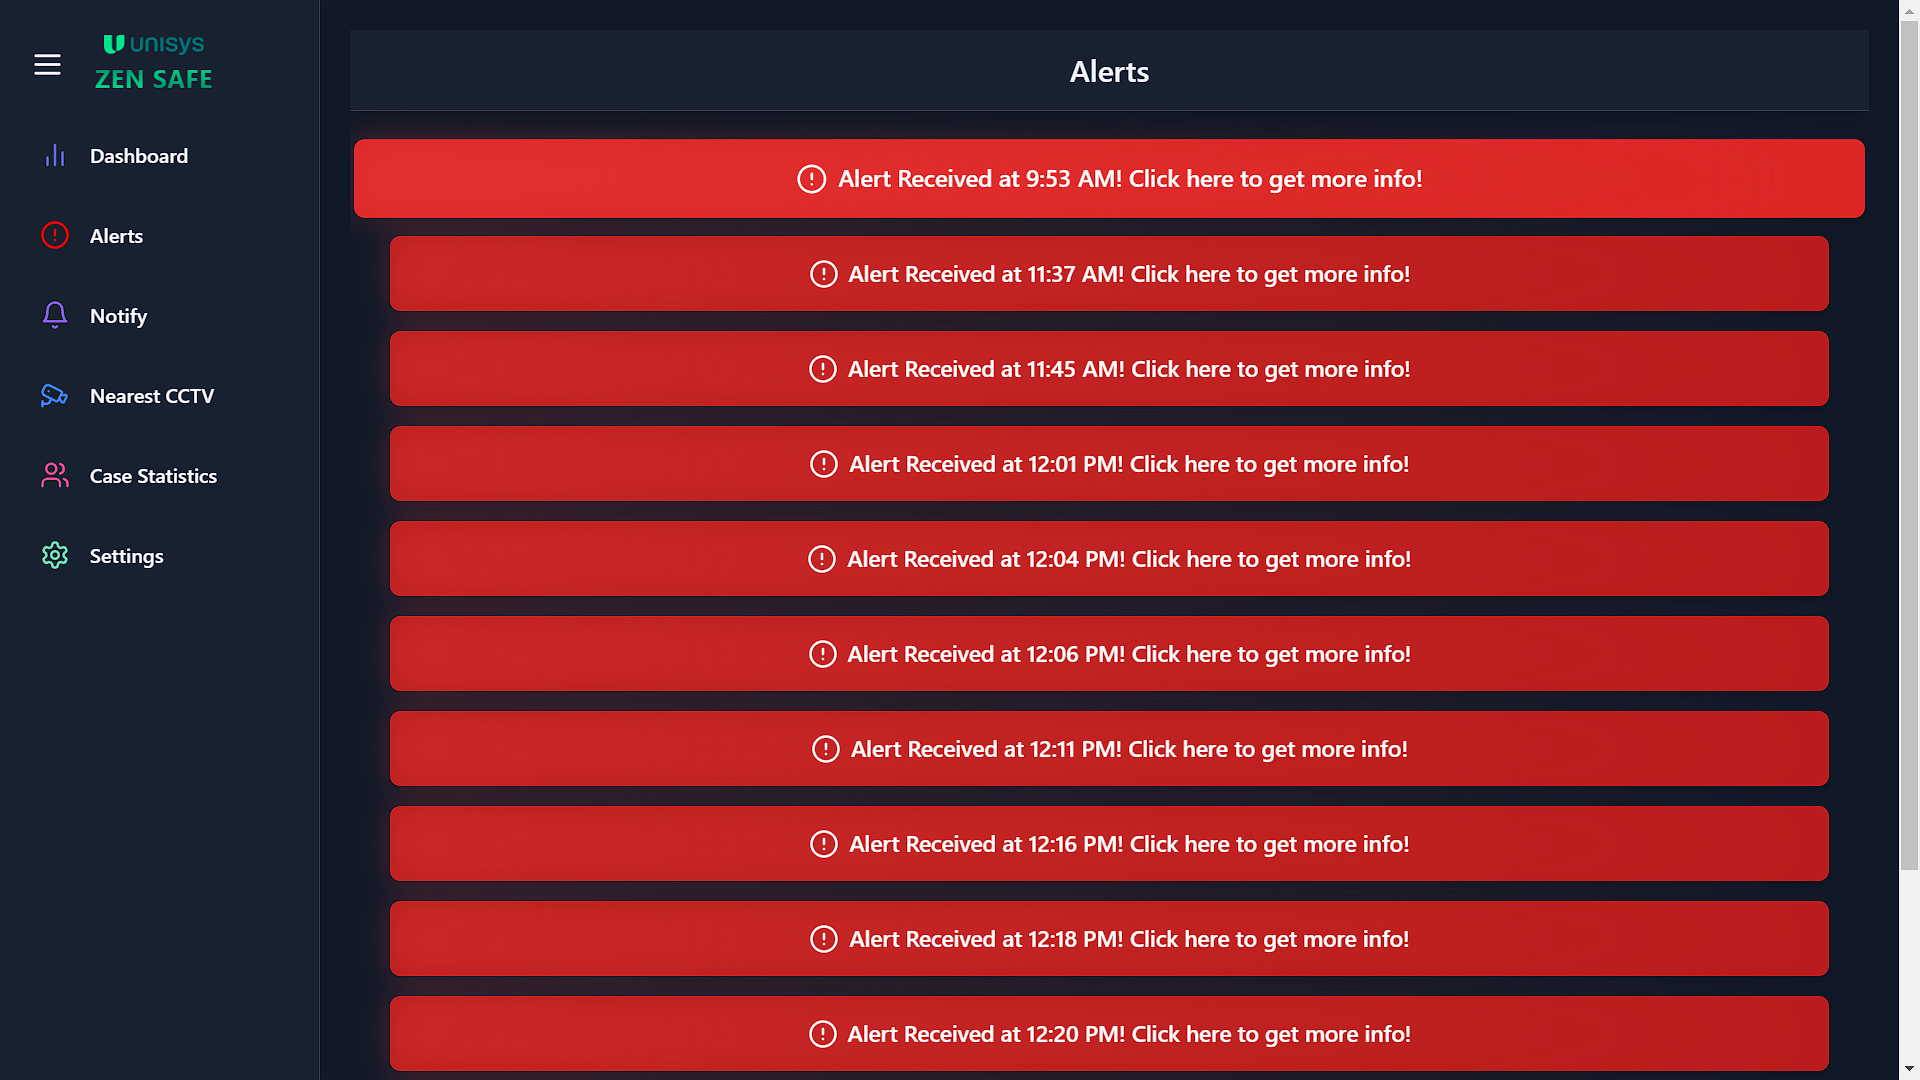 unisys
ZEN SAFE
Dashboard
Alerts
Notify
Nearest CCTV
Case Statistics
Settings
Alerts
Alert Received at 9:53 AM! Click here to get more info!
Alert Received at 11:37 AM! Click here to get more info!
Alert Received at 11:45 AM! Click here to get more info!
Alert Received at 12:01 PM! Click here to get more info!
Alert Received at 12:04 PM! Click here to get more info!
Alert Received at 12:06 PM! Click here to get more info!
Alert Received at 12:11 PM! Click here to get more info!
Alert Received at 12:16 PM! Click here to get more info!
Alert Received at 12:18 PM! Click here to get more info!
Alert Received at 12:20 PM! Click here to get more info!